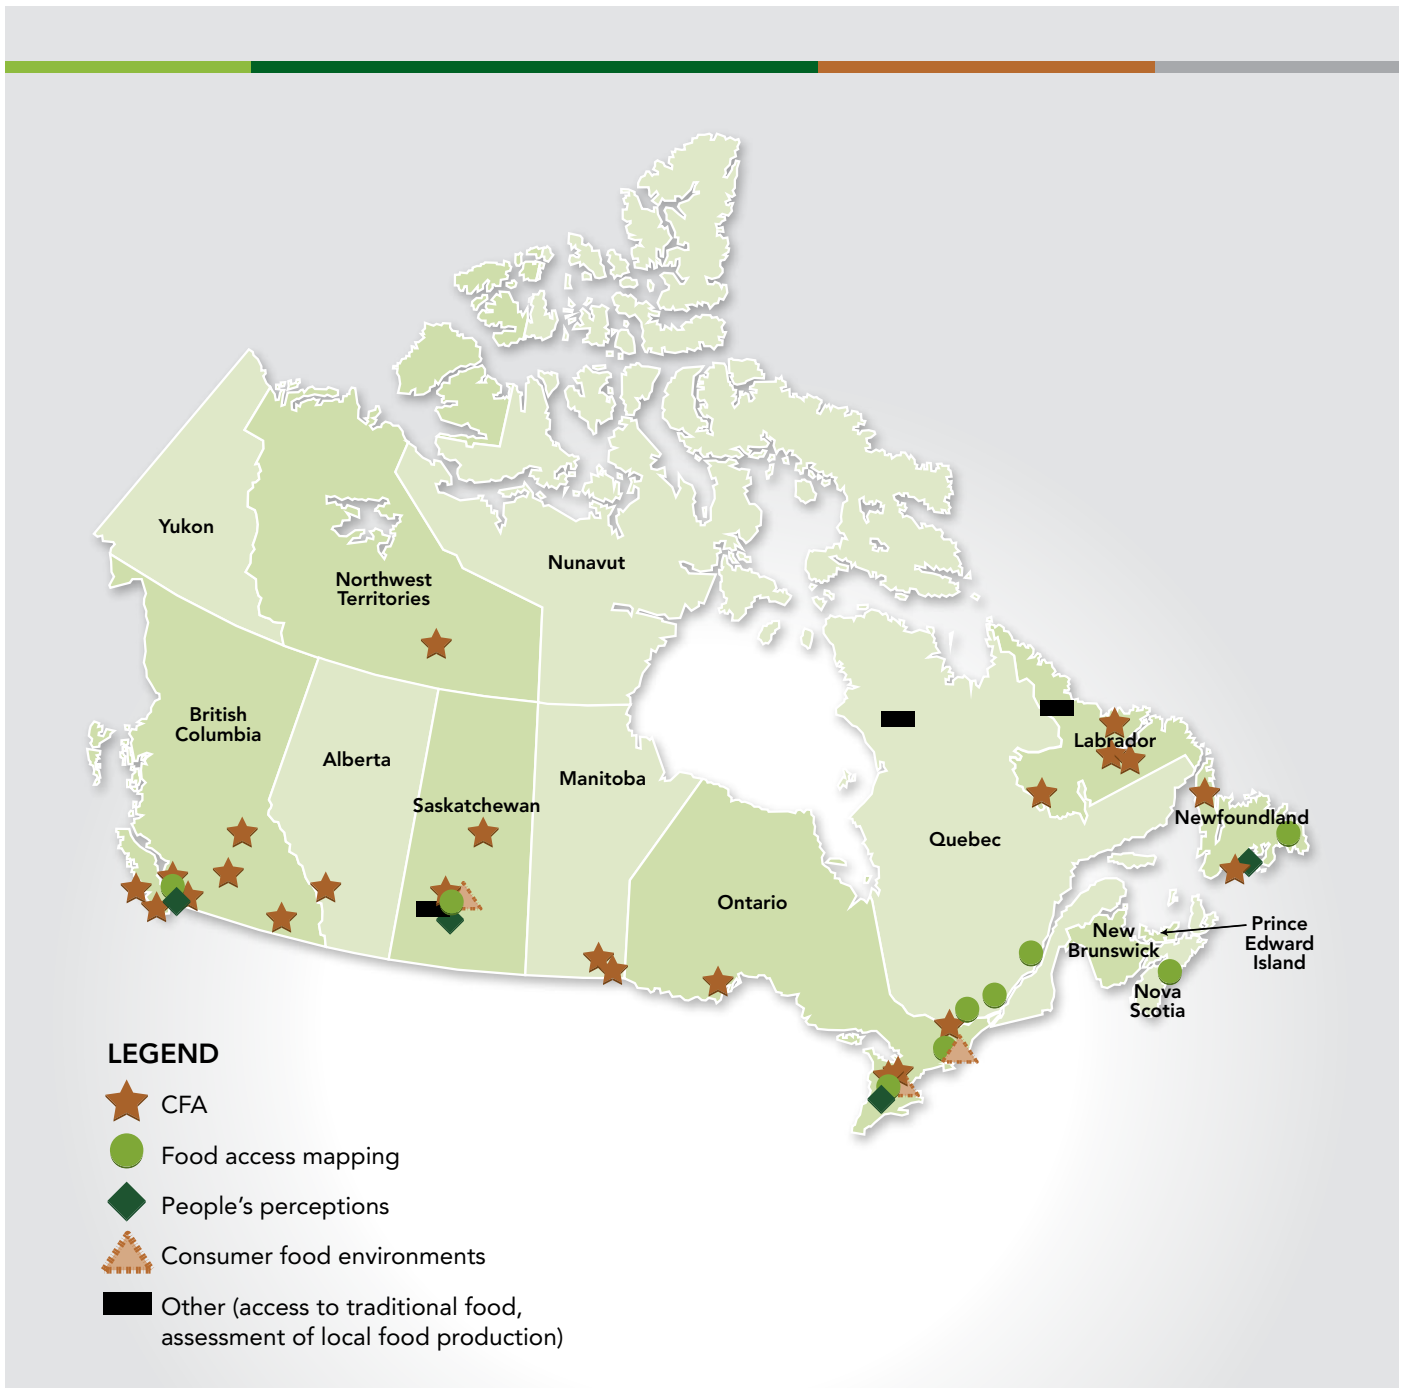 Yukon
Nunavut
Northwest
Territories
British
Columbia
Alberta
Saskatchewan
Manitoba
Ontario
Quebec
Labrador
Newfoundland
New
Brunswick
Prince
Edward
Island
Nova
Scotia
LEGEND
CFA
Food access mapping
People’s perceptions
Consumer food environments
Other (access to traditional food,
assessment of local food production)